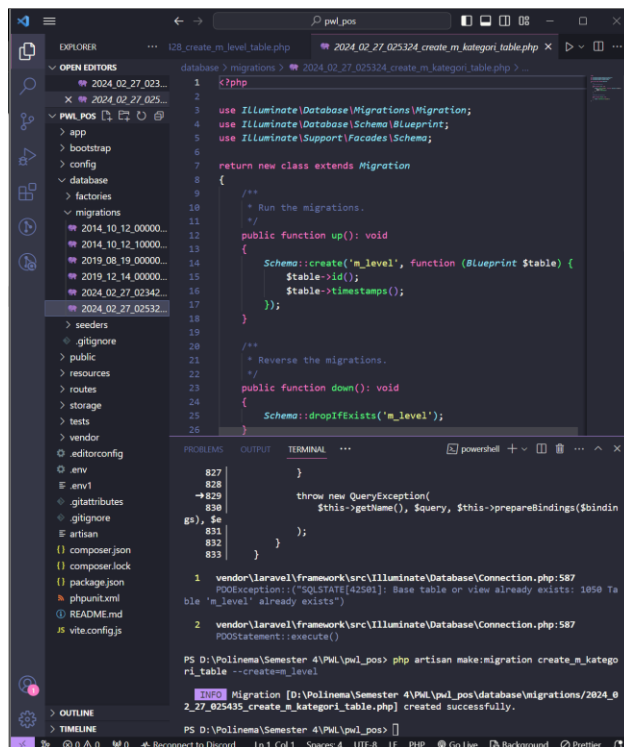 pwl_pos
EXPLORER
I28_create_m_level_table.php
2024_02_27_025324_create_m_kategori_table.php
OPEN EDITORS
2024_02_27_023...
2024_02_27_025...
PWL_POS
app
bootstrap
config
database
factories
migrations
2014_10_12_00000...
2014_10_12_10000...
2019_08_19_00000...
2019_12_14_00000...
2024_02_27_02342...
2024_02_27_02532...
seeders
.gitignore
public
resources
routes
storage
tests
vendor
.editorconfig
.env
.env1
.gitattributes
.gitignore
artisan
composer.json
composer.lock
package.json
phpunit.xml
README.md
vite.config.js
OUTLINE
TIMELINE
database > migrations > 2024_02_27_025324_create_m_kategori_table.php > ...
1 <?php
2
3 use Illuminate\Database\Migrations\Migration;
4 use Illuminate\Database\Schema\Blueprint;
5 use Illuminate\Support\Facades\Schema;
6
7 return new class extends Migration
8 {
9 /**
10 * Run the migrations.
11 */
12 public function up(): void
13 {
14 Schema::create('m_level', function (Blueprint $table) {
15 $table->id();
16 $table->timestamps();
17 });
18 }
19
20 /**
21 * Reverse the migrations.
22 */
23 public function down(): void
24 {
25 Schema::dropIfExists('m_level');
26 }
PROBLEMS OUTPUT TERMINAL ... powershell
827 }
828
→829 throw new QueryException(
830 $this->getName(), $query, $this->prepareBindings($bindin
gs), $e
831 );
832 }
833 }
1 vendor\laravel\framework\src\Illuminate\Database\Connection.php:587
PDOException::("SQLSTATE[42S01]: Base table or view already exists: 1050 Ta
ble 'm_level' already exists")
2 vendor\laravel\framework\src\Illuminate\Database\Connection.php:587
PDOStatement::execute()
PS D:\Polinema\Semester 4\PWL\pwl_pos> php artisan make:migration create_m_katego
ri_table --create=m_level
INFO Migration [D:\Polinema\Semester 4\PWL\pwl_pos\database\migrations/2024_0
2_27_025435_create_m_kategori_table.php] created successfully.
PS D:\Polinema\Semester 4\PWL\pwl_pos>
0 0 0 Reconnect to Discord Ln 1, Col 1 Spaces: 4 UTF-8 LF PHP Go Live Background Prettier